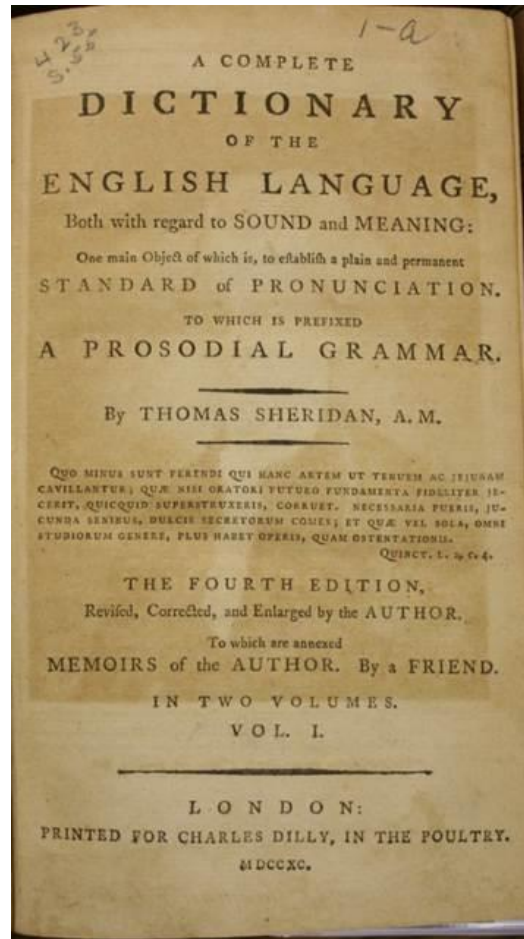 1-a
423
S.55
A COMPLETE
DICTIONARY
OF THE
ENGLISH LANGUAGE,
Both with regard to SOUND and MEANING:
One main Object of which is, to eſtabliſh a plain and permanent
STANDARD of PRONUNCIATION.
TO WHICH IS PREFIXED
A PROSODIAL GRAMMAR.
By THOMAS SHERIDAN, A. M.
QUO MINUS SUNT FERENDI QUI HANC ARTEM UT TENUEM AC JEJUNAM
CAVILLANTUR; QUÆ NISI ORATORI FUTURO FUNDAMENTA FIDELITER JE-
CERIT, QUICQUID SUPERSTRUXERIS, CORRUET. NECESSARIA PUERIS, JU-
CUNDA SENIBUS, DULCIS SECRETORUM COMES; ET QUÆ VEL SOLA, OMNI
STUDIORUM GENERE, PLUS HABET OPERIS, QUAM OSTENTATIONIS.
QUINCT. L. 1, C. 4.
THE FOURTH EDITION,
Reviſed, Corrected, and Enlarged by the AUTHOR.
To which are annexed
MEMOIRS of the AUTHOR. By a FRIEND.
IN TWO VOLUMES.
VOL. I.
LONDON:
PRINTED FOR CHARLES DILLY, IN THE POULTRY.
MDCCXC.